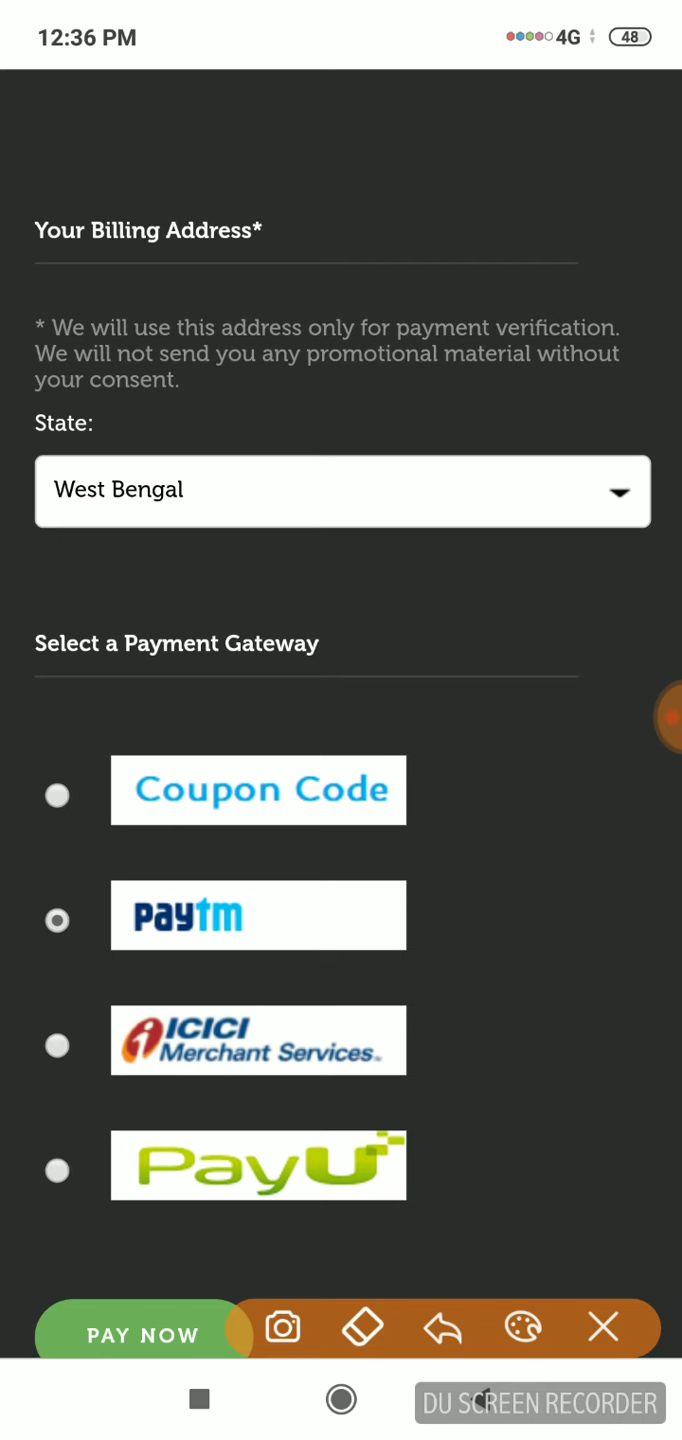 12:36 PM
4G
48
Your Billing Address*
* We will use this address only for payment verification.
We will not send you any promotional material without
your consent.
State:
West Bengal
Select a Payment Gateway
Coupon Code
paytm
ICICI
Merchant Services™
PayU
PAY NOW
DU SCREEN RECORDER